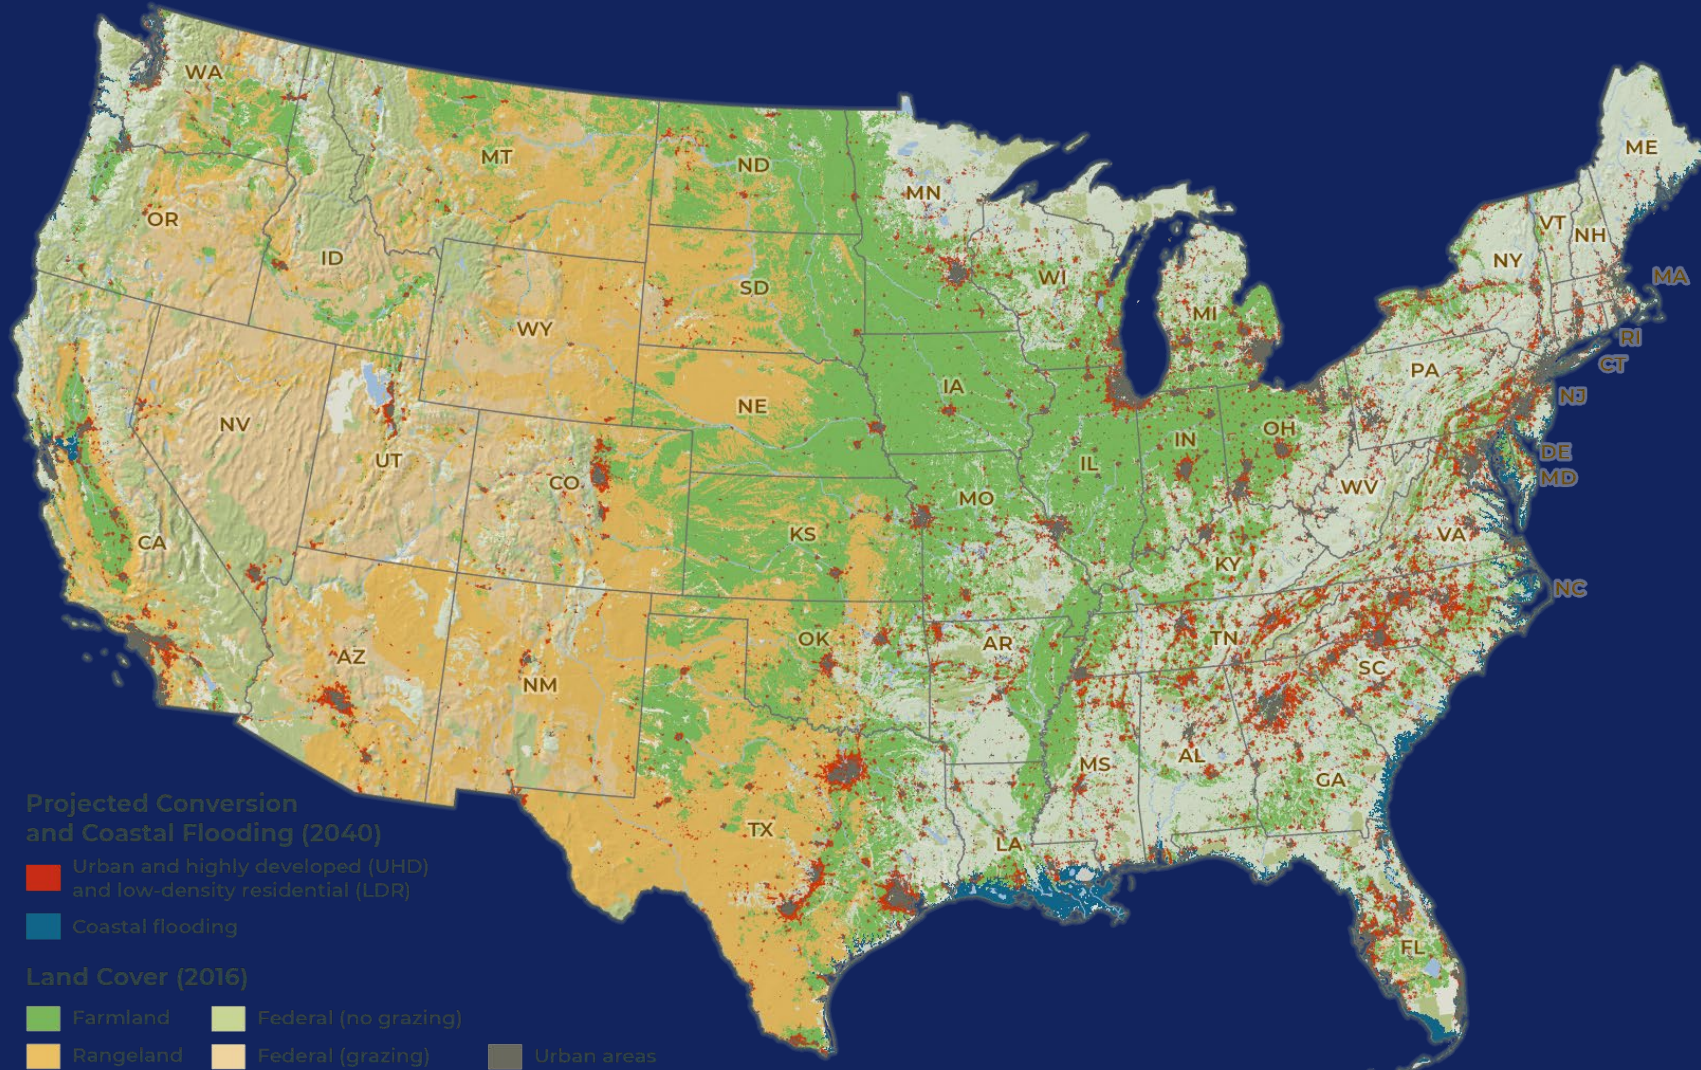 WA
MT
ND
MN
ME
OR
ID
SD
WI
MI
NY
VT
NH
MA
WY
RI
CT
NV
UT
CO
NE
IA
IL
IN
OH
PA
NJ
DE
MD
WV
VA
CA
KS
MO
KY
NC
AZ
NM
OK
AR
TN
SC
TX
LA
MS
AL
GA
FL
Projected Conversion
and Coastal Flooding (2040)
Urban and highly developed (UHD)
and low-density residential (LDR)
Coastal flooding
Land Cover (2016)
Farmland
Federal (no grazing)
Rangeland
Federal (grazing)
Urban areas